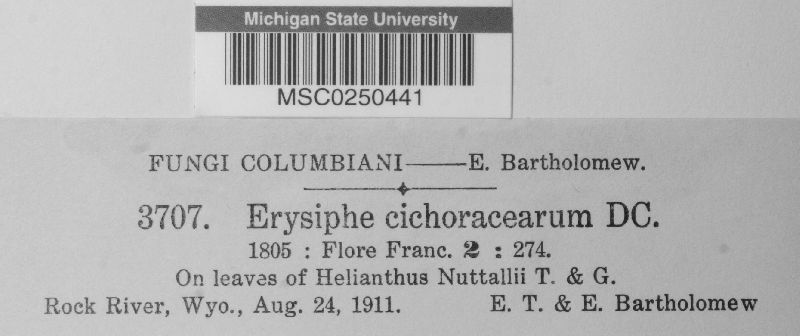 Michigan State University
MSC0250441
FUNGI COLUMBIANI——E. Bartholomew.
3707. Erysiphe cichoracearum DC.
1805 : Flore Franc. 2 : 274.
On leaves of Helianthus Nuttallii T. & G.
Rock River, Wyo., Aug. 24, 1911. E. T. & E. Bartholomew